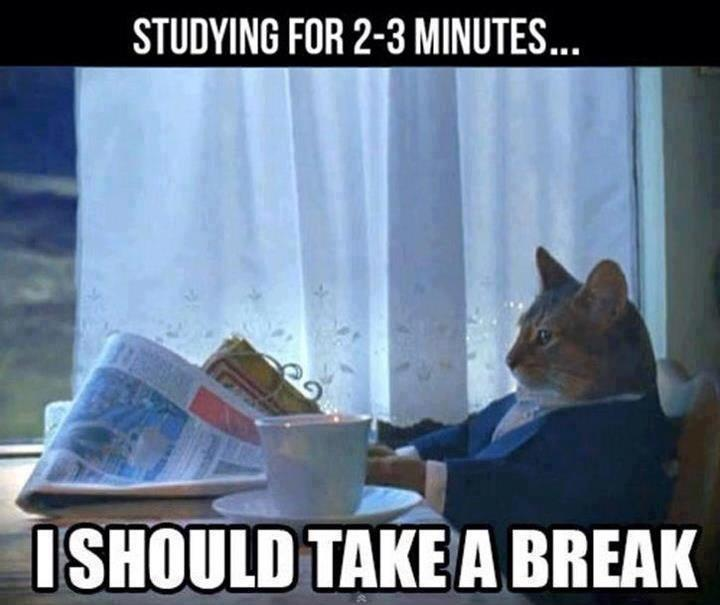 STUDYING FOR 2-3 MINUTES...
I SHOULD TAKE A BREAK